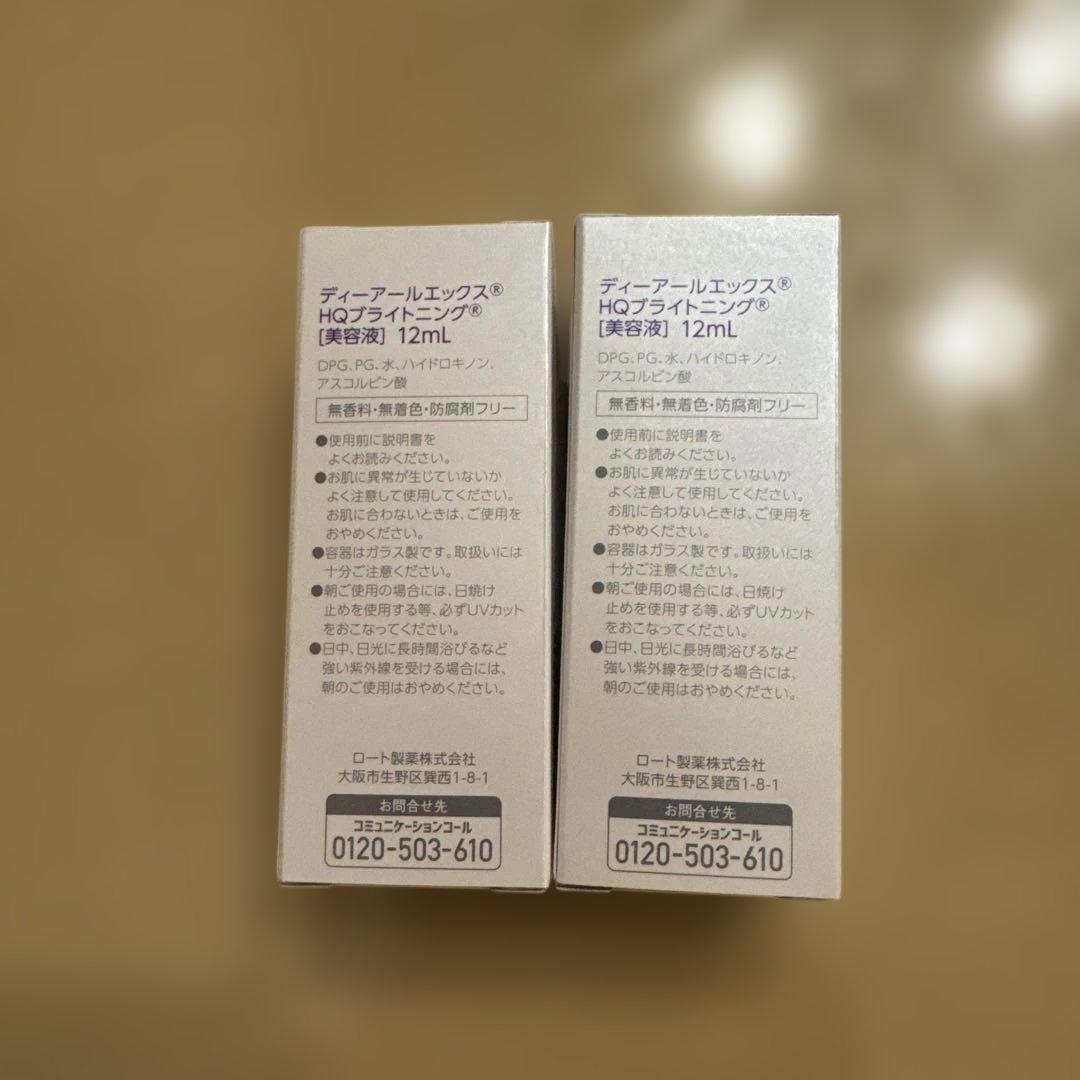 ディーアールエックス®
HQブライトニング®
[美容液] 12mL
DPG、PG、水、ハイドロキノン、
アスコルビン酸
無香料・無着色・防腐剤フリー
●使用前に説明書を
よくお読みください。
●お肌に異常が生じていないか
よく注意して使用してください。
お肌に合わないときは、ご使用を
おやめください。
●容器はガラス製です。取扱いには
十分ご注意ください。
●朝ご使用の場合には、日焼け
止めを使用する等、必ずUVカット
をおこなってください。
●日中、日光に長時間浴びるなど
強い紫外線を受ける場合には、
朝のご使用はおやめください。
ロート製薬株式会社
大阪市生野区巽西1-8-1
お問合せ先
コミュニケーションコール
0120-503-610
ディーアールエックス®
HQブライトニング®
[美容液] 12mL
DPG、PG、水、ハイドロキノン、
アスコルビン酸
無香料・無着色・防腐剤フリー
●使用前に説明書を
よくお読みください。
●お肌に異常が生じていないか
よく注意して使用してください。
お肌に合わないときは、ご使用を
おやめください。
●容器はガラス製です。取扱いには
十分ご注意ください。
●朝ご使用の場合には、日焼け
止めを使用する等、必ずUVカット
をおこなってください。
●日中、日光に長時間浴びるなど
強い紫外線を受ける場合には、
朝のご使用はおやめください。
ロート製薬株式会社
大阪市生野区巽西1-8-1
お問合せ先
コミュニケーションコール
0120-503-610